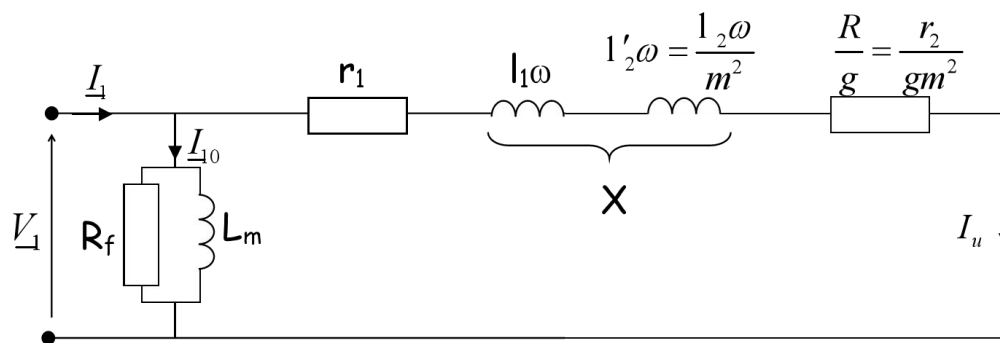 l'₂ω = l₂ω / m²
R / g = r₂ / gm²
I₁
r₁
l₁ω
I₁₀
X
V₁
R_f
L_m
I_u